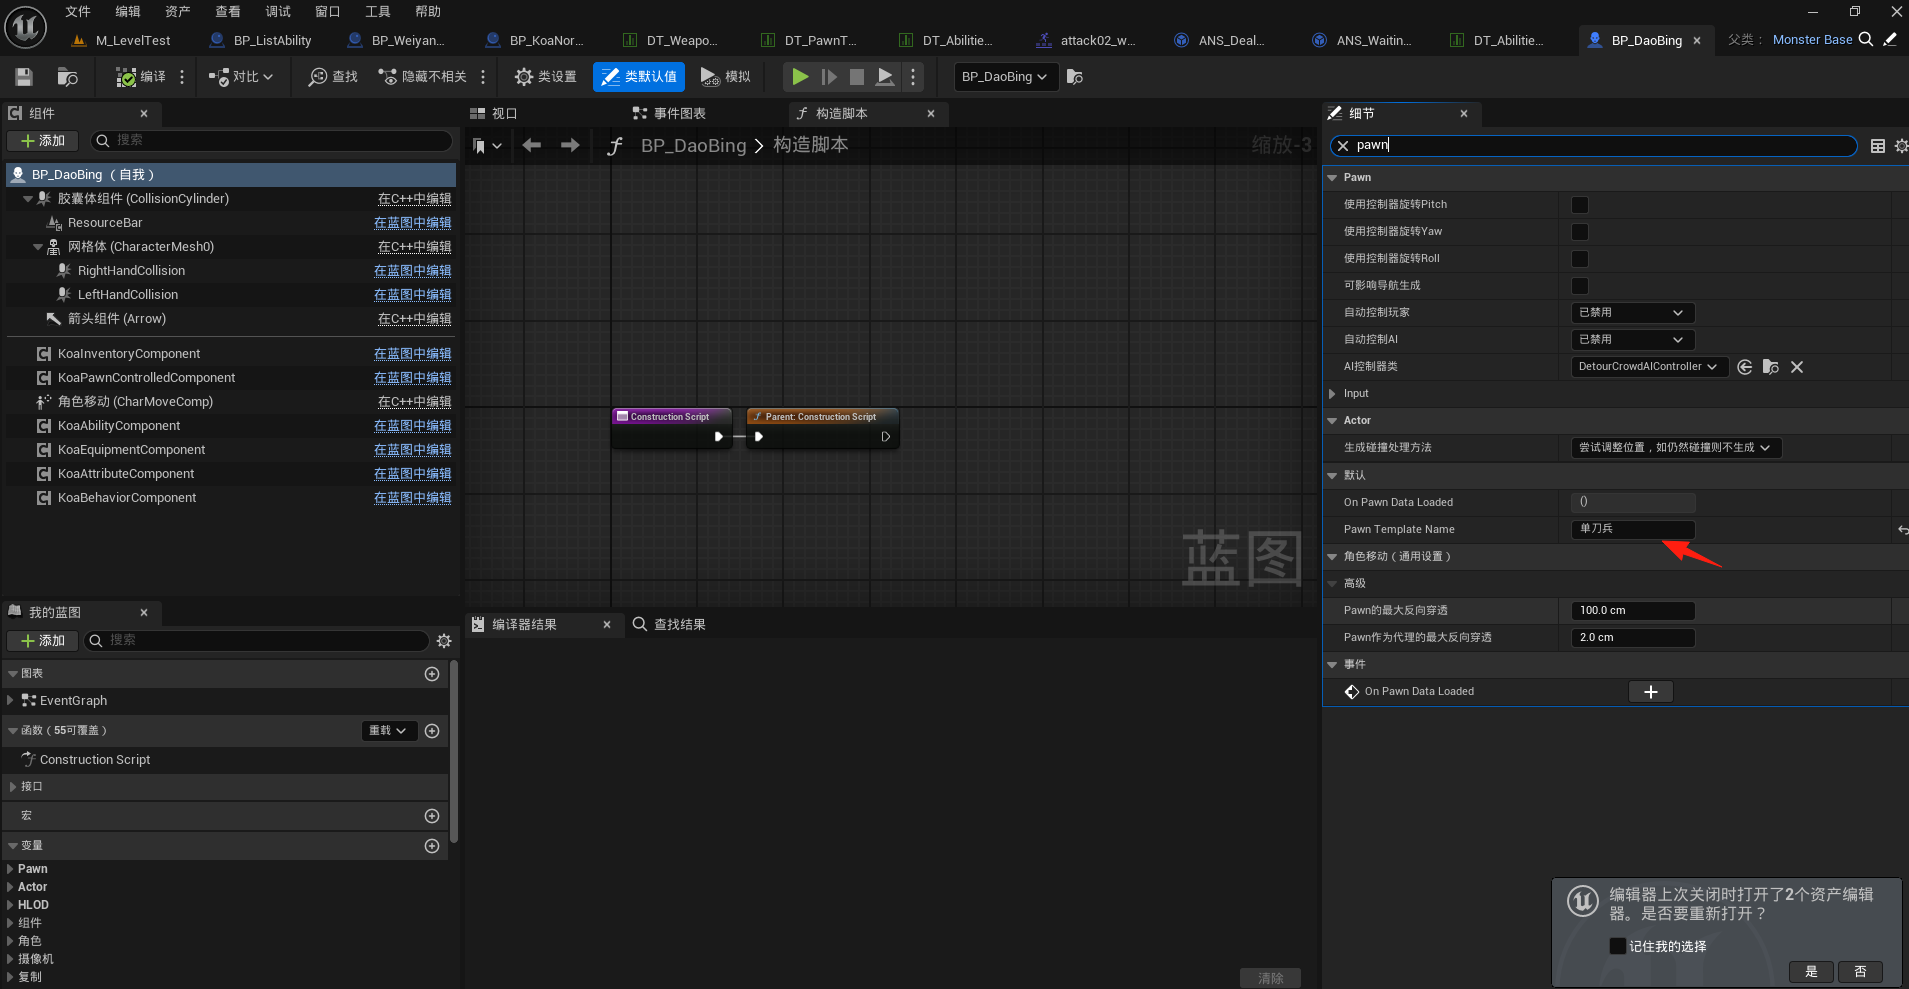 文件 编辑 资产 查看 调试 窗口 工具 帮助
M_LevelTest BP_ListAbility BP_Weiyan... BP_KoaNor... DT_Weapo... DT_PawnT... DT_Abilitie... attack02_w... ANS_Deal... ANS_Waitin... DT_Abilitie... BP_DaoBing 父类： Monster Base
编译 对比 查找 隐藏不相关 类设置 类默认值 模拟 BP_DaoBing
组件
添加 搜索
BP_DaoBing （自我）
胶囊体组件 (CollisionCylinder) 在C++中编辑
ResourceBar 在蓝图中编辑
网格体 (CharacterMesh0) 在C++中编辑
RightHandCollision 在蓝图中编辑
LeftHandCollision 在蓝图中编辑
箭头组件 (Arrow) 在C++中编辑
KoaInventoryComponent 在蓝图中编辑
KoaPawnControlledComponent 在蓝图中编辑
角色移动 (CharMoveComp) 在C++中编辑
KoaAbilityComponent 在蓝图中编辑
KoaEquipmentComponent 在蓝图中编辑
KoaAttributeComponent 在蓝图中编辑
KoaBehaviorComponent 在蓝图中编辑
我的蓝图
添加 搜索
图表
EventGraph
函数（55可覆盖） 重载
Construction Script
接口
宏
变量
Pawn
Actor
HLOD
组件
角色
摄像机
复制
视口 事件图表 构造脚本
BP_DaoBing > 构造脚本 缩放-3
Construction Script
Parent: Construction Script
蓝图
编译器结果 查找结果
清除
细节
pawn
Pawn
使用控制器旋转Pitch
使用控制器旋转Yaw
使用控制器旋转Roll
可影响导航生成
自动控制玩家 已禁用
自动控制AI 已禁用
AI控制器类 DetourCrowdAIController
Input
Actor
生成碰撞处理方法 尝试调整位置，如仍然碰撞则不生成
默认
On Pawn Data Loaded ()
Pawn Template Name 单刀兵
角色移动（通用设置）
高级
Pawn的最大反向穿透 100.0 cm
Pawn作为代理的最大反向穿透 2.0 cm
事件
On Pawn Data Loaded
编辑器上次关闭时打开了2个资产编辑
器。是否要重新打开？
记住我的选择
是 否